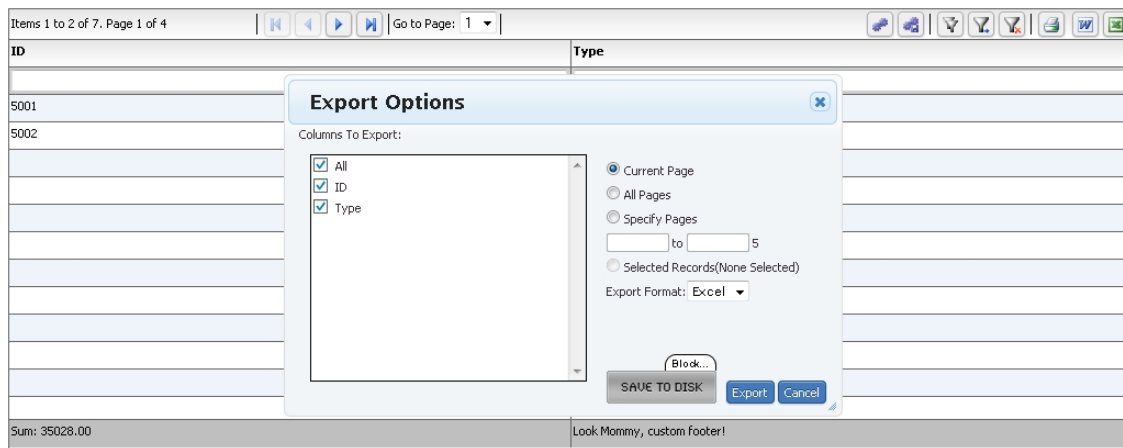 Items 1 to 2 of 7. Page 1 of 4 Go to Page: 1
ID Type
Export Options
5001
5002
Columns To Export:
All
ID
Type
Current Page
All Pages
Specify Pages
to 5
Selected Records(None Selected)
Export Format: Excel
Block...
SAVE TO DISK Export Cancel
Sum: 35028.00 Look Mommy, custom footer!